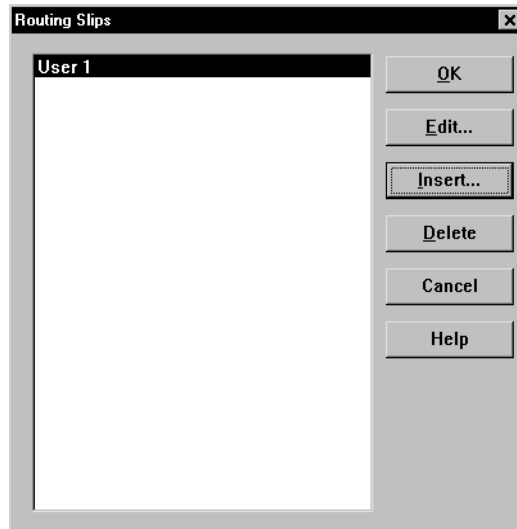 Routing Slips
User 1
OK
Edit...
Insert...
Delete
Cancel
Help